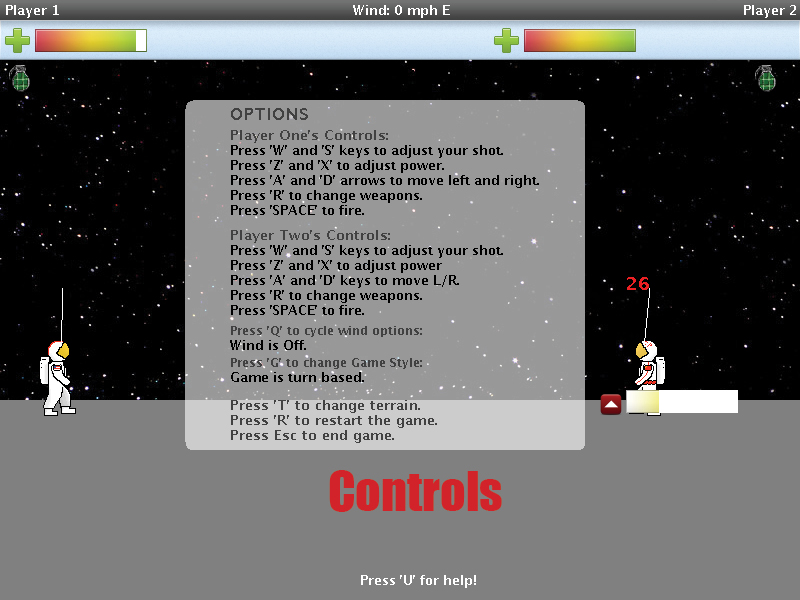 Player 1
Wind: 0 mph E
Player 2
OPTIONS
Player One's Controls:
Press 'W' and 'S' keys to adjust your shot.
Press 'Z' and 'X' to adjust power.
Press 'A' and 'D' arrows to move left and right.
Press 'R' to change weapons.
Press 'SPACE' to fire.
Player Two's Controls:
Press 'W' and 'S' keys to adjust your shot.
Press 'Z' and 'X' to adjust power
Press 'A' and 'D' keys to move L/R.
Press 'R' to change weapons.
Press 'SPACE' to fire.
Press 'Q' to cycle wind options:
Wind is Off.
Press 'G' to change Game Style:
Game is turn based.
Press 'T' to change terrain.
Press 'R' to restart the game.
Press Esc to end game.
26
Controls
Press 'U' for help!